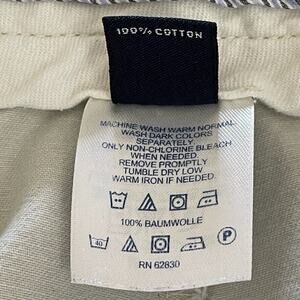 100% COTTON
MACHINE WASH WARM NORMAL
WASH DARK COLORS
SEPARATELY.
ONLY NON-CHLORINE BLEACH
WHEN NEEDED.
REMOVE PROMPTLY
TUMBLE DRY LOW
WARM IRON IF NEEDED.
100% BAUMWOLLE
40 P
RN 62830